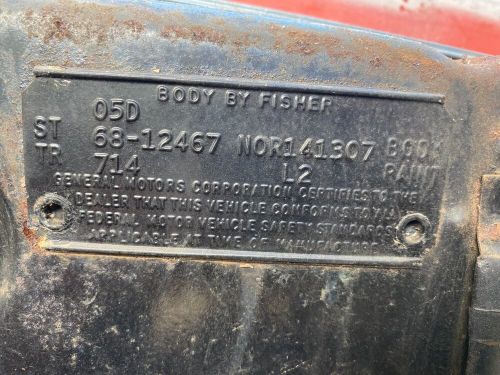 BODY BY FISHER
05D
ST 68-12467 NOR141307 BODY
TR 714 L2 PAINT
GENERAL MOTORS CORPORATION CERTIFIES TO THE
DEALER THAT THIS VEHICLE CONFORMS TO ALL
FEDERAL MOTOR VEHICLE SAFETY STANDARDS
APPLICABLE AT TIME OF MANUFACTURE